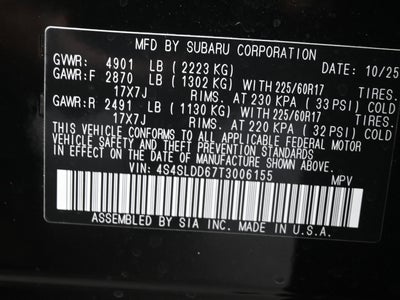 MFD BY SUBARU CORPORATION
DATE: 10/25
GVWR: 4901 LB ( 2223 KG)
GAWR:F 2870 LB ( 1302 KG) WITH 225/60R17 TIRES.
17X7J RIMS. AT 230 KPA ( 33 PSI) COLD
GAWR:R 2491 LB ( 1130 KG) WITH 225/60R17 TIRES.
17X7J RIMS. AT 220 KPA ( 32 PSI) COLD
THIS VEHICLE CONFORMS TO ALL APPLICABLE FEDERAL MOTOR
VEHICLE SAFETY AND THEFT PREVENTION STANDARDS
IN EFFECT ON THE DATE OF MANUFACTURE SHOWN ABOVE.
VIN: 4S4SLDD67T3006155 MPV
ASSEMBLED BY SIA INC. MADE IN U.S.A.